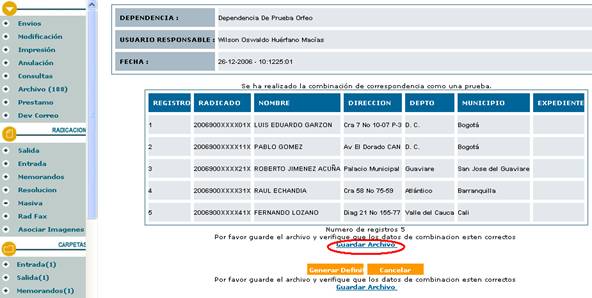 Envios
Modificación
Impresión
Anulación
Consultas
Archivo (188)
Prestamo
Dev Correo
RADICACION
Salida
Entrada
Memorandos
Resolucion
Masiva
Rad Fax
Asociar Imagenes
CARPETAS
Entrada(1)
Salida(1)
Memorandos(1)
DEPENDENCIA : Dependencia De Prueba Orfeo
USUARIO RESPONSABLE : Wilson Oswaldo Huérfano Macías
FECHA : 26-12-2006 - 10:1225:01
Se ha realizado la combinación de correspondencia como una prueba.
REGISTRO RADICADO NOMBRE DIRECCION DEPTO MUNICIPIO EXPEDIENTE
1 2006900XXXX01X LUIS EDUARDO GARZON Cra 7 No 10-07 P-3 D. C. Bogotá
2 2006900XXXX11X PABLO GOMEZ Av El Dorado CAN D. C. Bogotá
3 2006900XXXX21X ROBERTO JIMENEZ ACUÑA Palacio Municipal Guaviare San Jose del Guaviare
4 2006900XXXX31X RAUL ECHANDIA Cra 58 No 75-59 Atlántico Barranquilla
5 2006900XXXX41X FERNANDO LOZANO Diag 21 No 155-77 Valle del Cauca Cali
Numero de registros 5
Por favor guarde el archivo y verifique que los datos de combinacion esten correctos
Guardar Archivo
Generar Definit Cancelar
Por favor guarde el archivo y verifique que los datos de combinacion esten correctos
Guardar Archivo